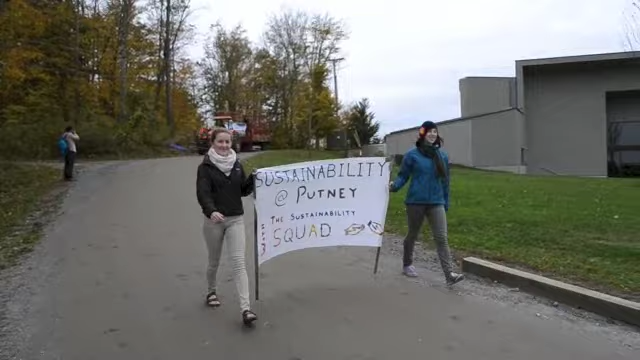 SUSTAINABILITY
@ PUTNEY
THE SUSTAINABILITY
SQUAD